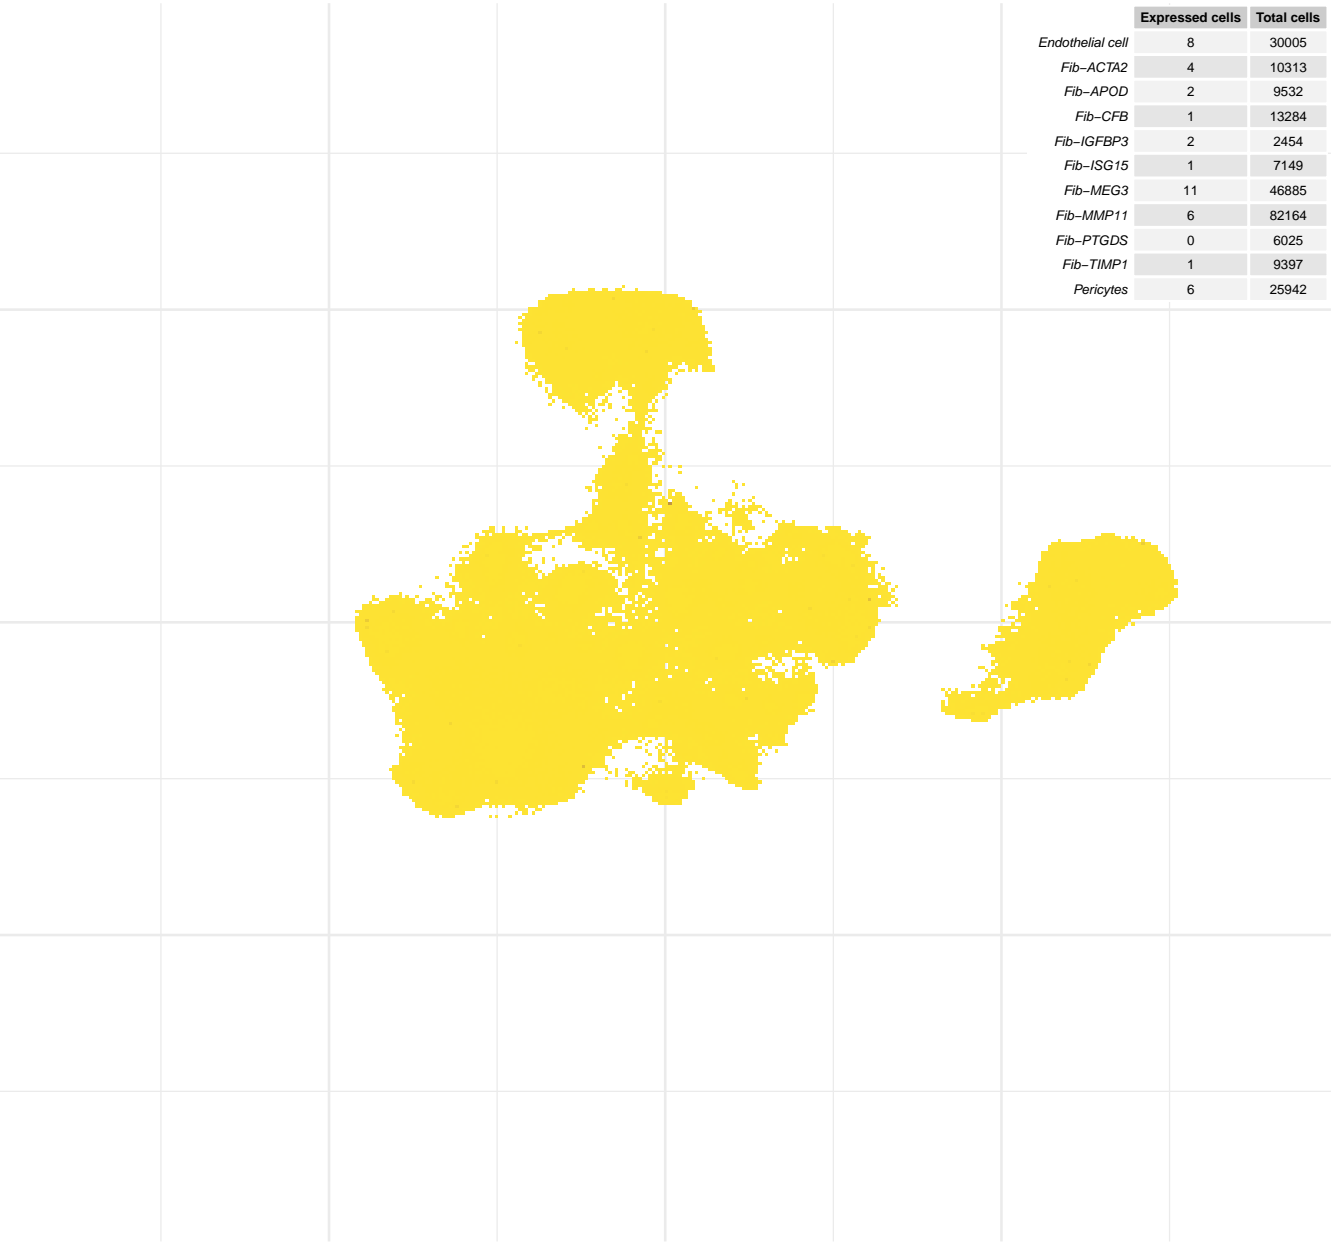 Expressed cells Total cells
Endothelial cell 8 30005
Fib−ACTA2 4 10313
Fib−APOD 2 9532
Fib−CFB 1 13284
Fib−IGFBP3 2 2454
Fib−ISG15 1 7149
Fib−MEG3 11 46885
Fib−MMP11 6 82164
Fib−PTGDS 0 6025
Fib−TIMP1 1 9397
Pericytes 6 25942